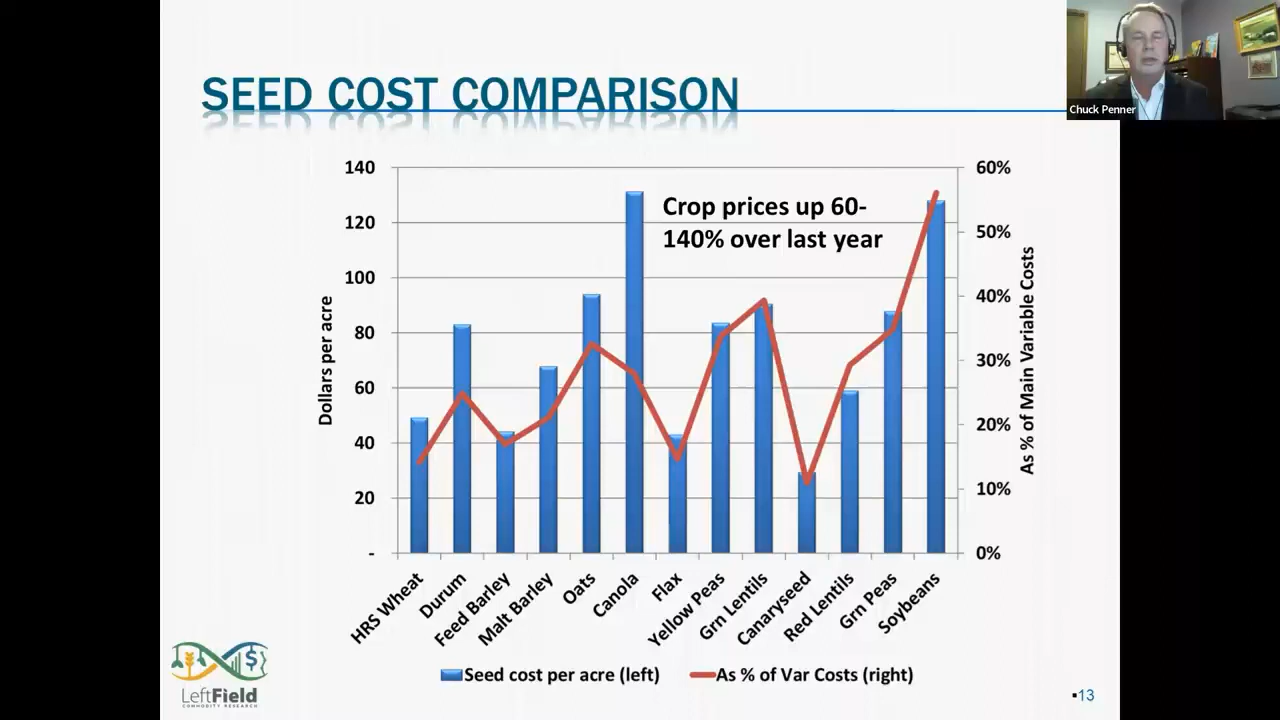 Chuck Penner
SEED COST COMPARISON
Crop prices up 60-
140% over last year
Dollars per acre
140
120
100
80
60
40
20
-
60%
50%
40%
30%
20%
10%
0%
As % of Main Variable Costs
HRS Wheat
Durum
Feed Barley
Malt Barley
Oats
Canola
Flax
Yellow Peas
Grn Lentils
Canaryseed
Red Lentils
Grn Peas
Soybeans
Seed cost per acre (left)
As % of Var Costs (right)
$
LeftField
COMMODITY RESEARCH
▪13